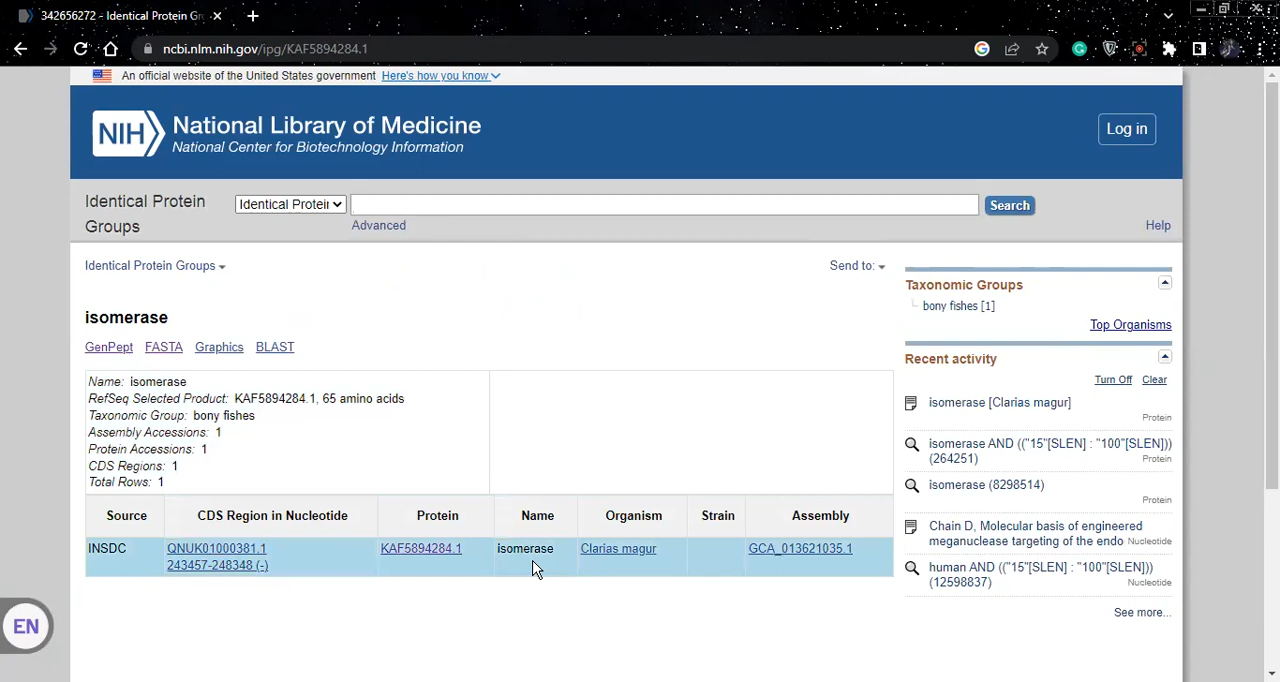 342656272 - Identical Protein Gr
ncbi.nlm.nih.gov/ipg/KAF5894284.1
An official website of the United States government Here's how you know
NIH National Library of Medicine
National Center for Biotechnology Information
Log in
Identical Protein Groups
Identical Protein
Search
Advanced
Help
Identical Protein Groups
Send to:
isomerase
GenPept FASTA Graphics BLAST
Name: isomerase
RefSeq Selected Product: KAF5894284.1, 65 amino acids
Taxonomic Group: bony fishes
Assembly Accessions: 1
Protein Accessions: 1
CDS Regions: 1
Total Rows: 1
Source CDS Region in Nucleotide Protein Name Organism Strain Assembly
INSDC QNUK01000381.1 KAF5894284.1 isomerase Clarias magur GCA_013621035.1
243457-248348 (-)
Taxonomic Groups
bony fishes [1]
Top Organisms
Recent activity
Turn Off Clear
isomerase [Clarias magur]
Protein
isomerase AND (("15"[SLEN] : "100"[SLEN]))
(264251) Protein
isomerase (8298514)
Protein
Chain D, Molecular basis of engineered
meganuclease targeting of the endo Nucleotide
human AND (("15"[SLEN] : "100"[SLEN]))
(12598837) Nucleotide
See more...
EN